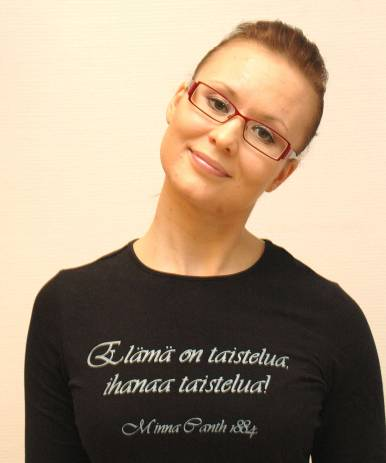 Elämä on taistelua,
ihanaa taistelua!
Minna Canth 1884